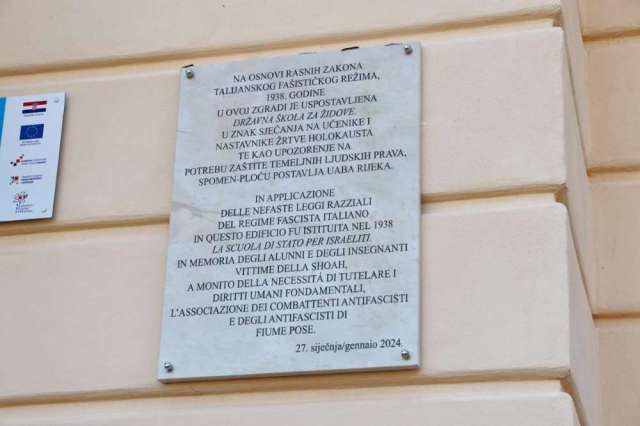 NA OSNOVI RASNIH ZAKONA
TALIJANSKOG FAŠISTIČKOG REŽIMA,
1938. GODINE
U OVOJ ZGRADI JE USPOSTAVLJENA
DRŽAVNA ŠKOLA ZA ŽIDOVE.
U ZNAK SJEĆANJA NA UČENIKE I
NASTAVNIKE ŽRTVE HOLOKAUSTA
TE KAO UPOZORENJE NA
POTREBU ZAŠTITE TEMELJNIH LJUDSKIH PRAVA,
SPOMEN-PLOČU POSTAVLJA UABA RIJEKA.
IN APPLICAZIONE
DELLE NEFASTE LEGGI RAZZIALI
DEL REGIME FASCISTA ITALIANO
IN QUESTO EDIFICIO FU ISTITUITA NEL 1938
LA SCUOLA DI STATO PER ISRAELITI.
IN MEMORIA DEGLI ALUNNI E DEGLI INSEGNANTI
VITTIME DELLA SHOAH,
A MONITO DELLA NECESSITÁ DI TUTELARE I
DIRITTI UMANI FONDAMENTALI,
L'ASSOCIAZIONE DEI COMBATTENTI ANTIFASCISTI
E DEGLI ANTIFASCISTI DI
FIUME POSE.
27. siječnja/gennaio 2024.